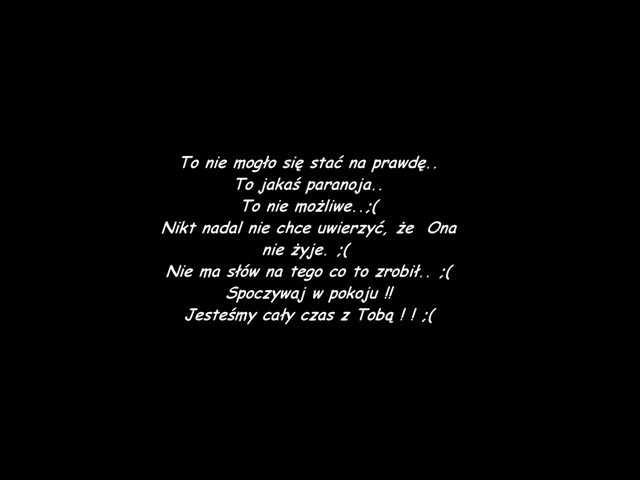 To nie mogło się stać na prawdę..
To jakaś paranoja..
To nie możliwe..;(
Nikt nadal nie chce uwierzyć, że  Ona
nie żyje. ;(
Nie ma słów na tego co to zrobił.. ;(
Spoczywaj w pokoju !!
Jesteśmy cały czas z Tobą ! ! ;(